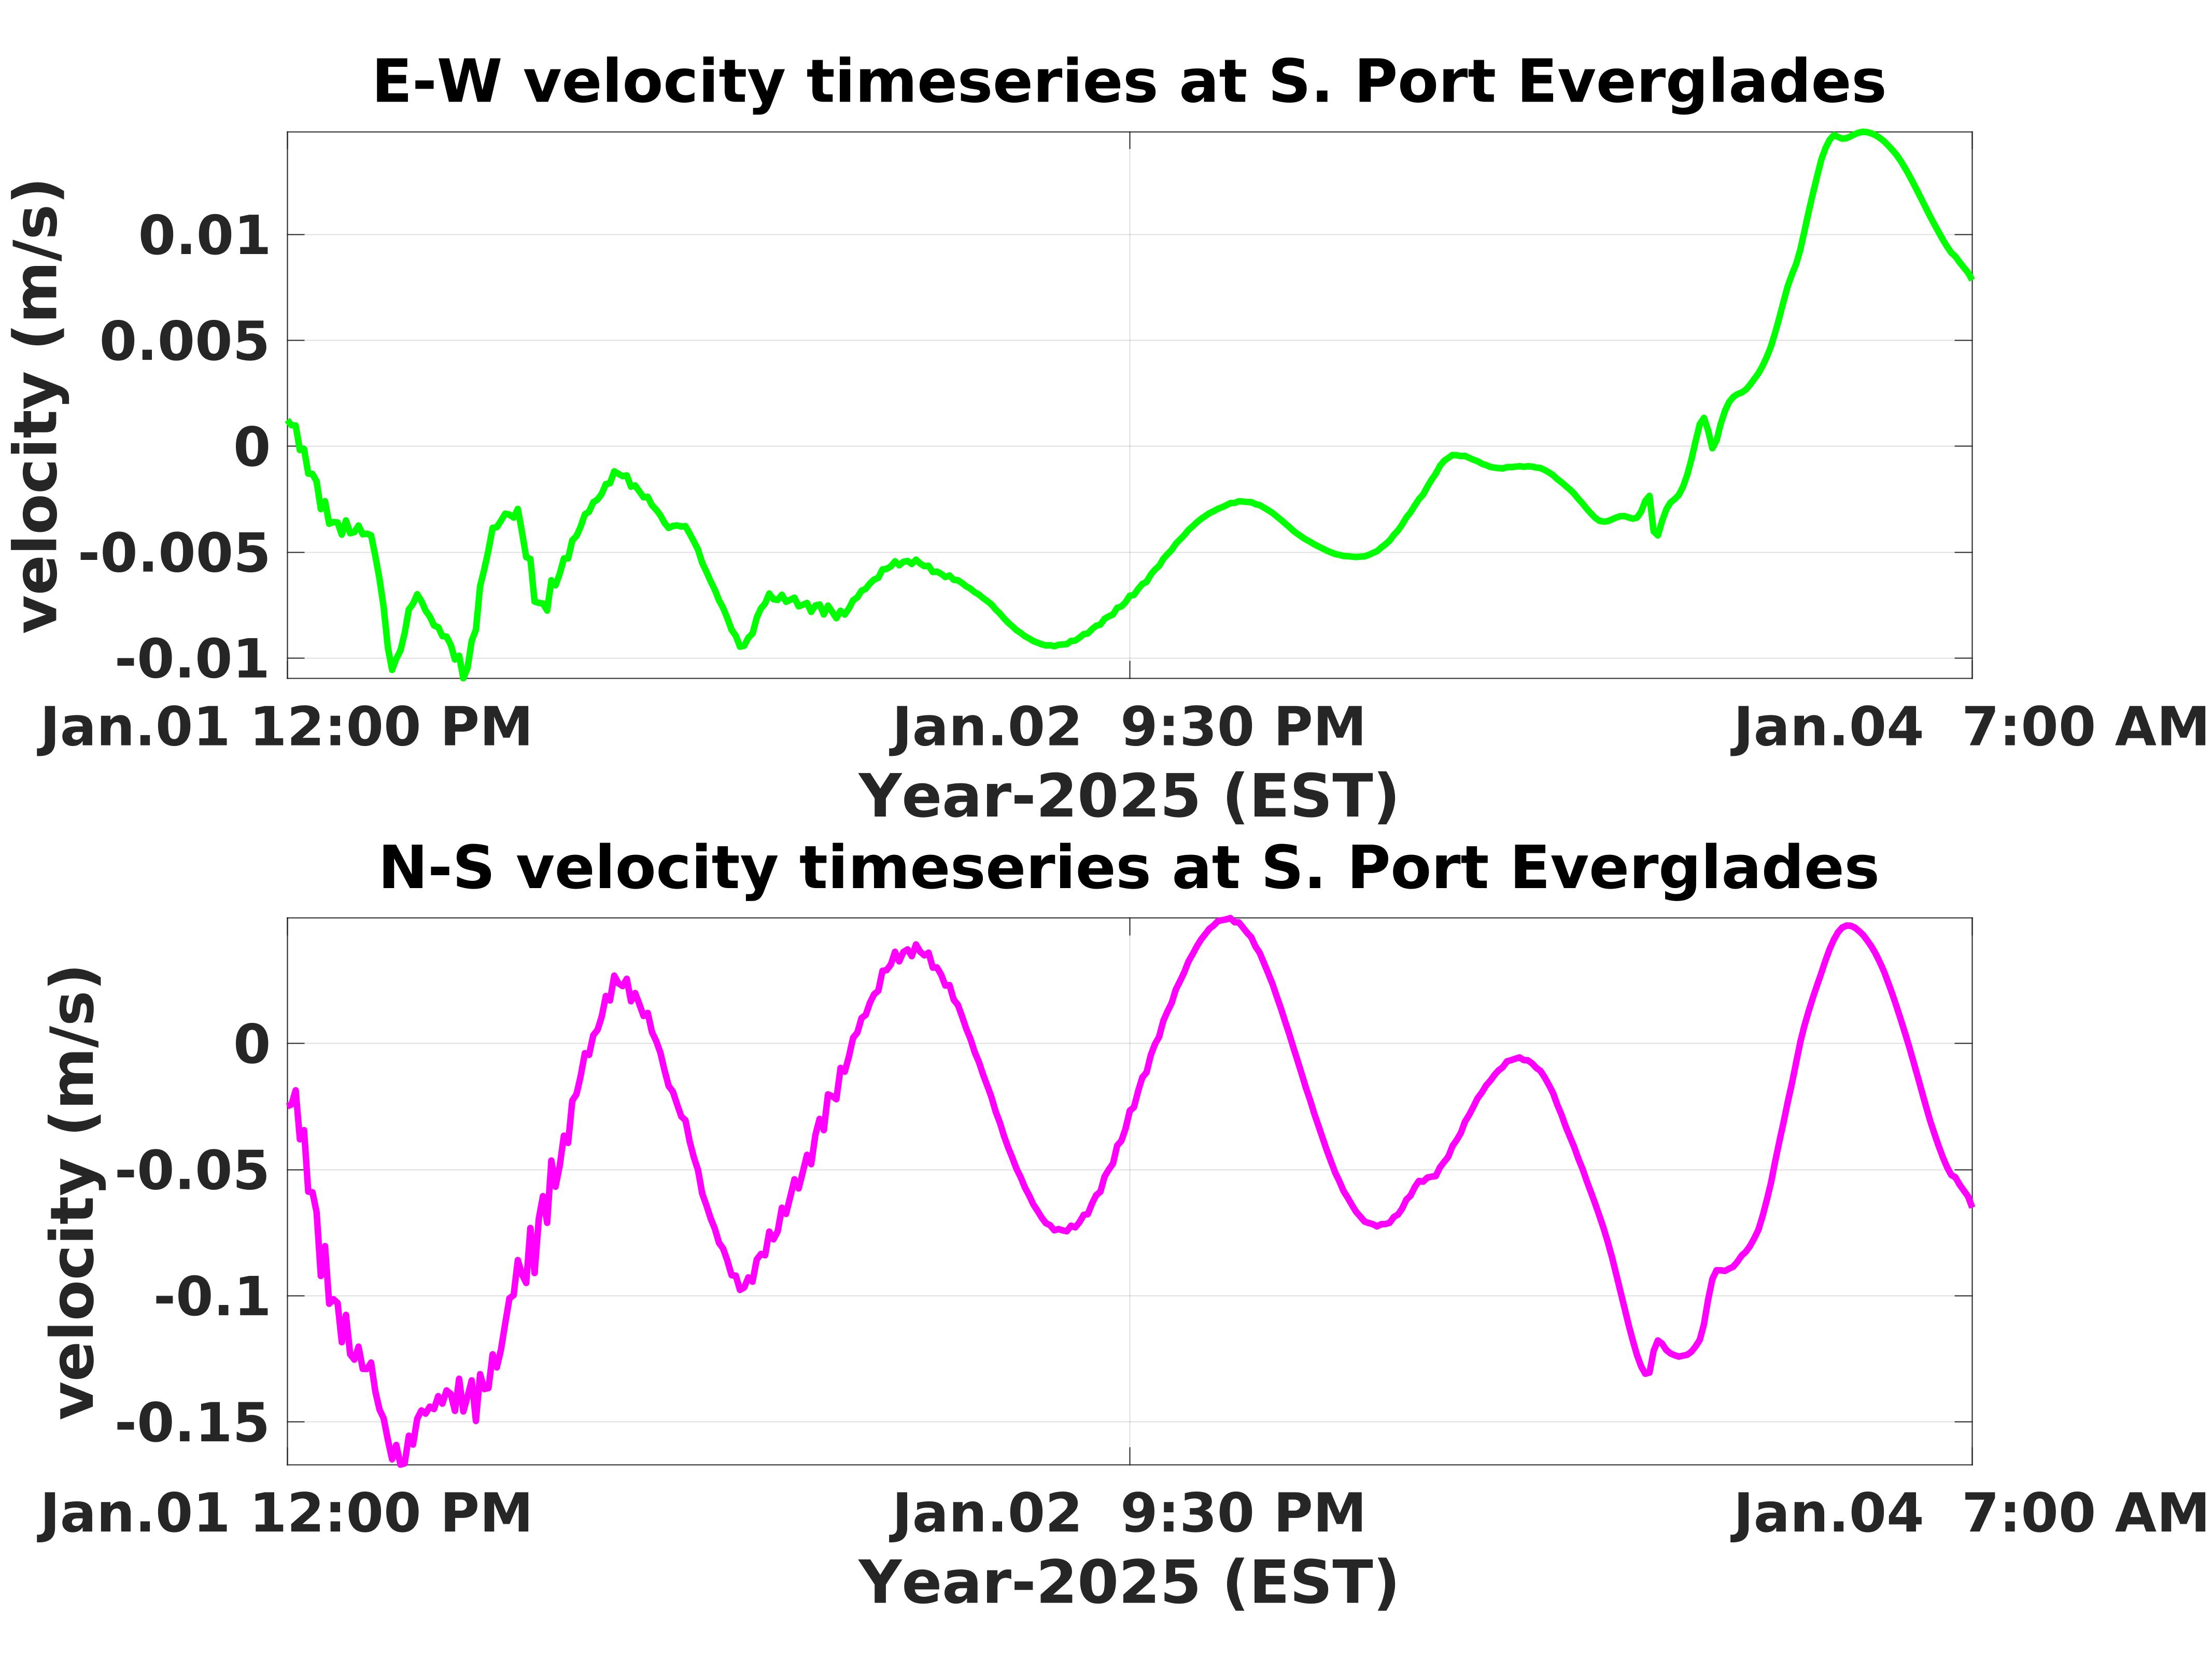 E-W velocity timeseries at S. Port Everglades
velocity (m/s)
0.01
0.005
0
-0.005
-0.01
Jan.01 12:00 PM Jan.02  9:30 PM Jan.04  7:00 AM
Year-2025 (EST)
N-S velocity timeseries at S. Port Everglades
velocity (m/s)
0
-0.05
-0.1
-0.15
Jan.01 12:00 PM Jan.02  9:30 PM Jan.04  7:00 AM
Year-2025 (EST)